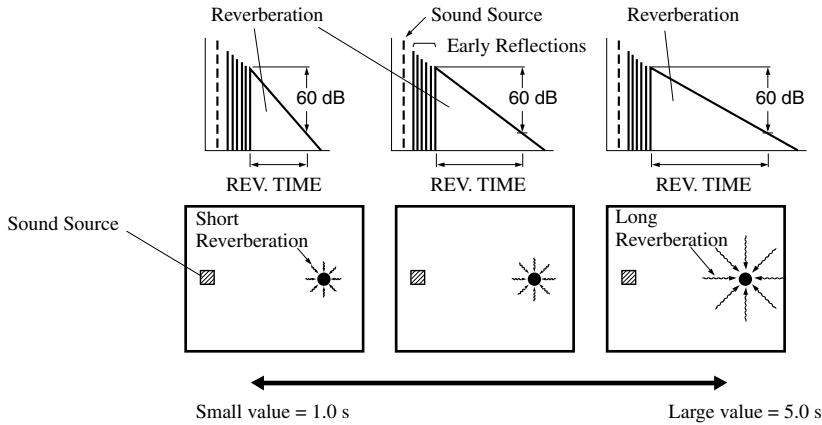 Reverberation
Sound Source
Reverberation
Early Reflections
60 dB
60 dB
60 dB
REV. TIME
REV. TIME
REV. TIME
Sound Source
Short
Reverberation
Long
Reverberation
Small value = 1.0 s
Large value = 5.0 s